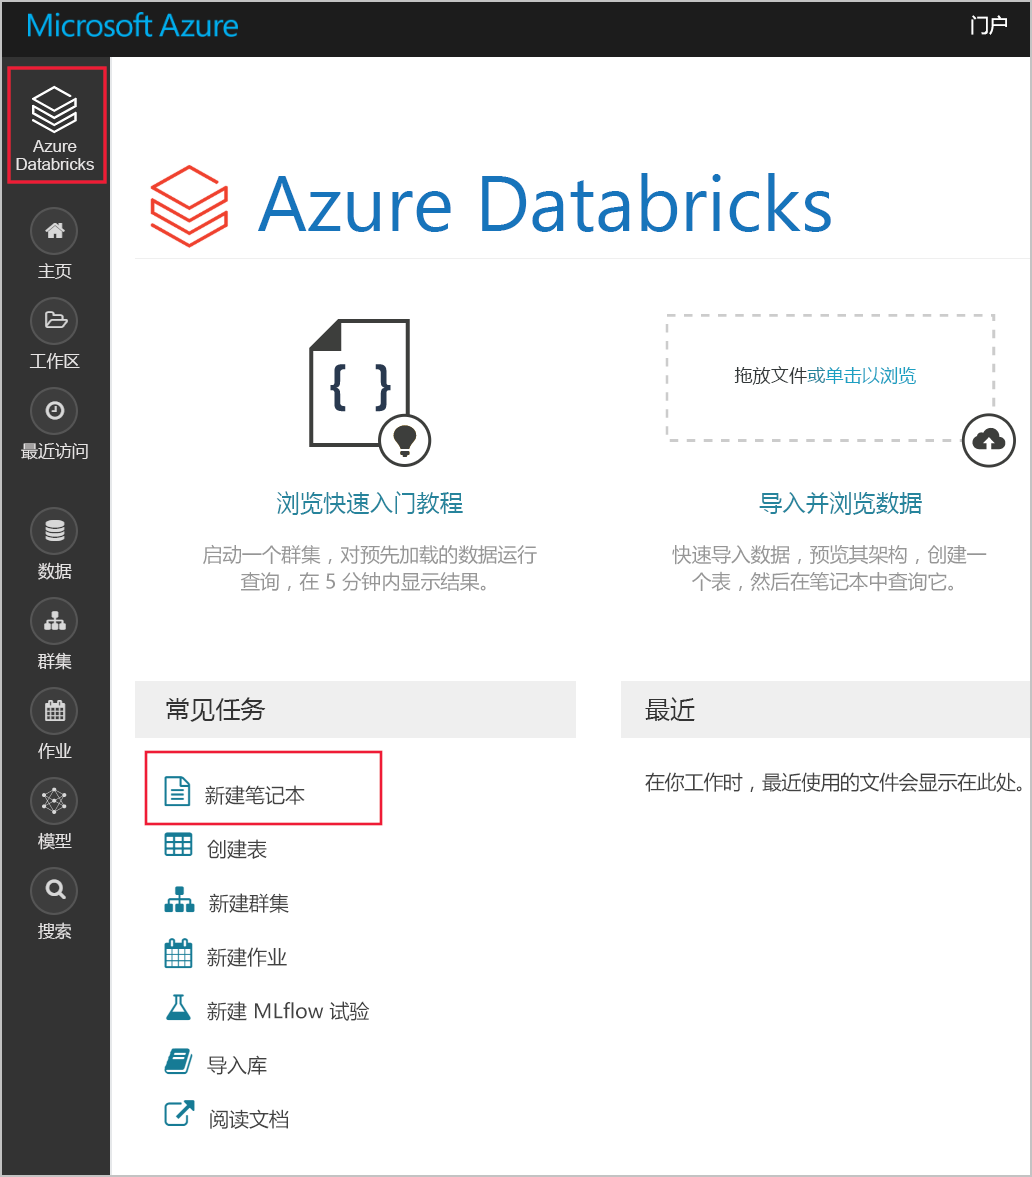 Microsoft Azure
门户
Azure
Databricks
主页
工作区
最近访问
数据
群集
作业
模型
搜索
Azure Databricks
{ }
浏览快速入门教程
启动一个群集，对预先加载的数据运行
查询，在 5 分钟内显示结果。
拖放文件或单击以浏览
导入并浏览数据
快速导入数据，预览其架构，创建一
个表，然后在笔记本中查询它。
常见任务
新建笔记本
创建表
新建群集
新建作业
新建 MLflow 试验
导入库
阅读文档
最近
在你工作时，最近使用的文件会显示在此处。